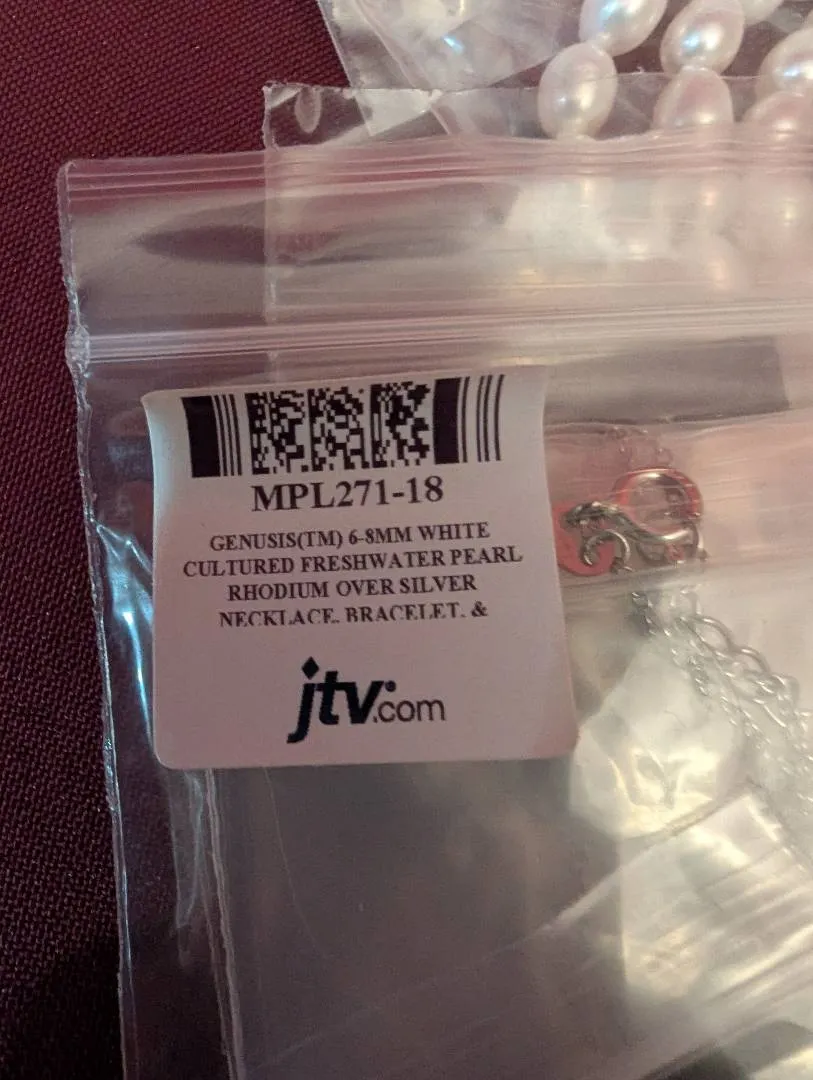 MPL271-18
GENUSIS(TM) 6-8MM WHITE
CULTURED FRESHWATER PEARL
RHODIUM OVER SILVER
NECKLACE, BRACELET, &
jtv.com